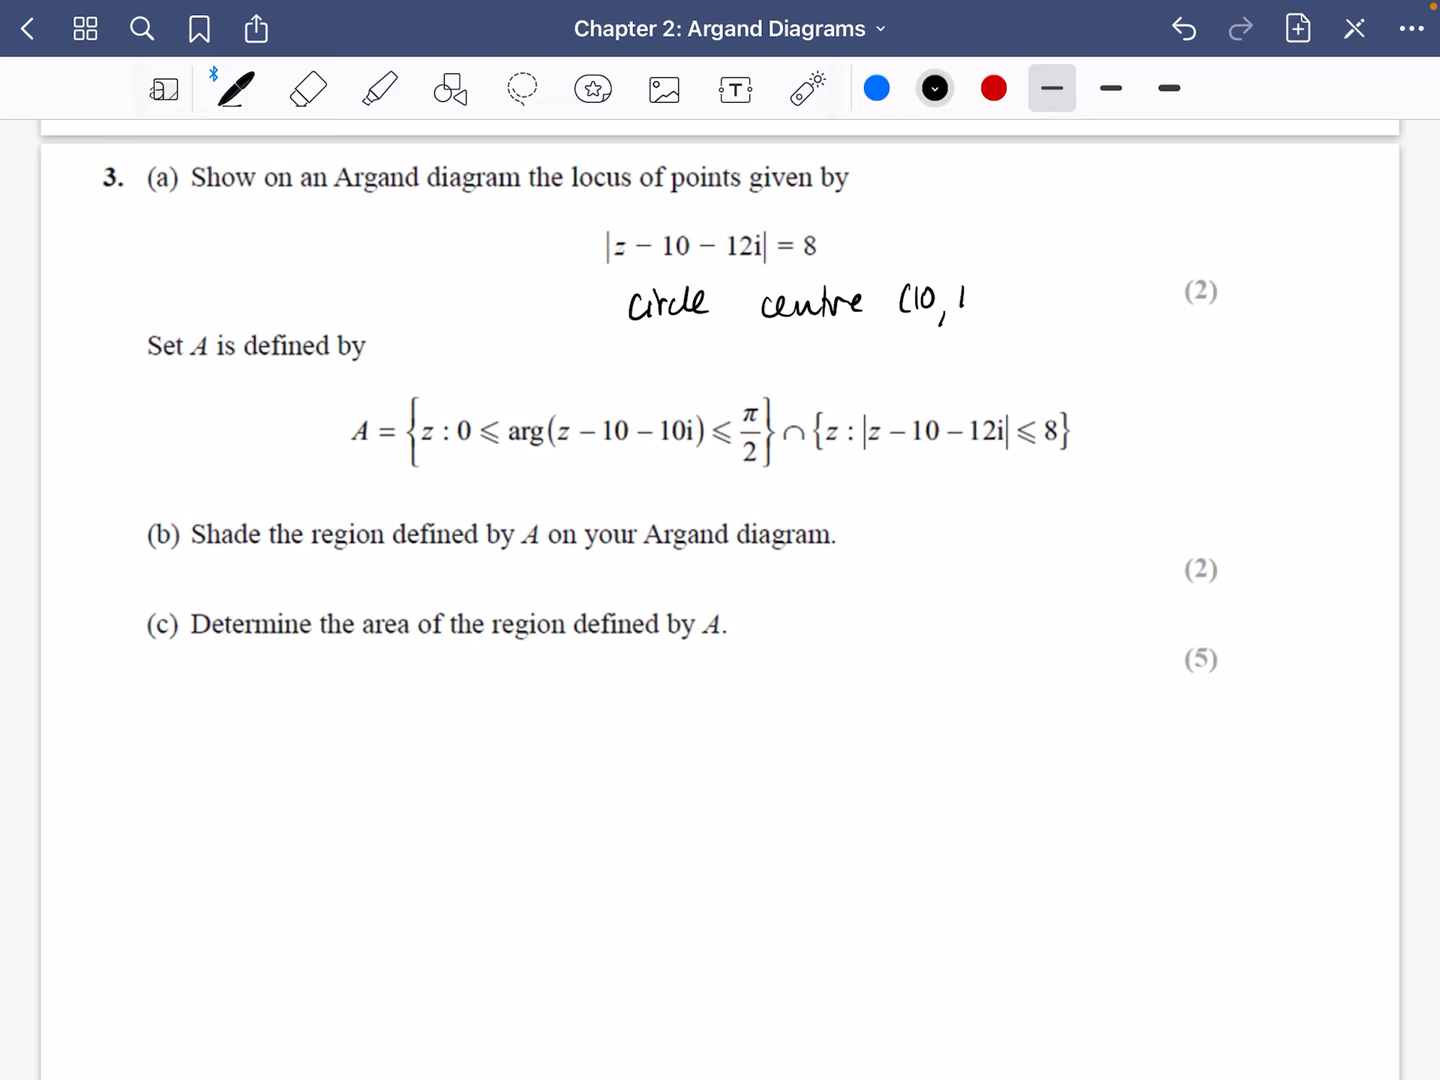 Chapter 2: Argand Diagrams
3. (a) Show on an Argand diagram the locus of points given by
|z − 10 − 12i| = 8
(2)
circle centre (10, 1
Set A is defined by
A = {z : 0 ⩽ arg(z − 10 − 10i) ⩽ π/2} ∩ {z : |z − 10 − 12i| ⩽ 8}
(b) Shade the region defined by A on your Argand diagram.
(2)
(c) Determine the area of the region defined by A.
(5)